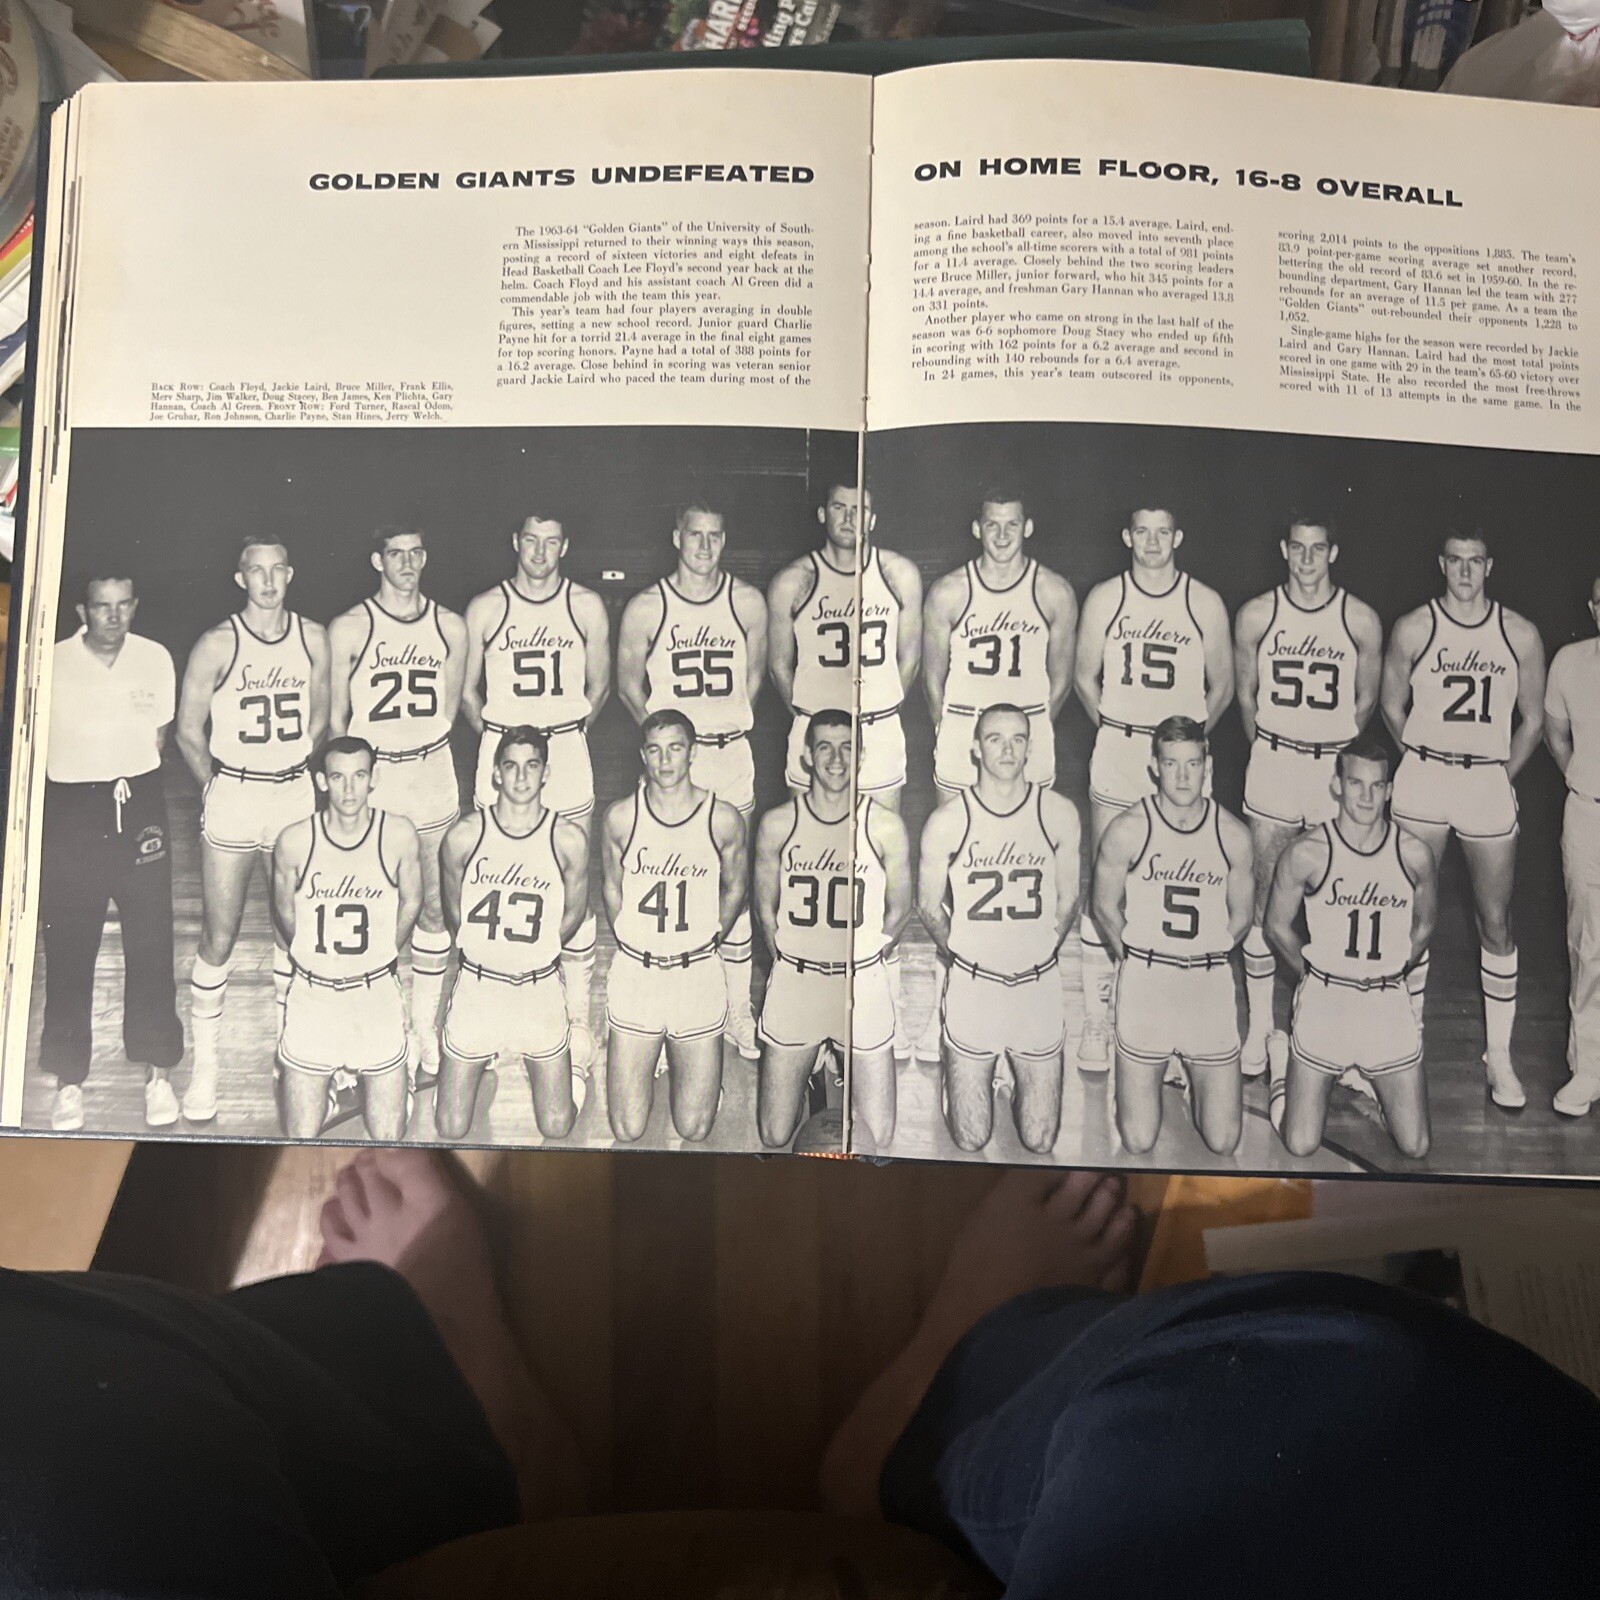 GOLDEN GIANTS UNDEFEATED
The 1963-64 “Golden Giants” of the University of South-
ern Mississippi returned to their winning ways this season,
posting a record of sixteen victories and eight defeats in
Head Basketball Coach Lee Floyd's second year back at the
helm. Coach Floyd and his assistant coach Al Green did a
commendable job with the team this year.
This year's team had four players averaging in double
figures, setting a new school record. Junior guard Charlie
Payne hit for a torrid 21.4 average in the final eight games
for top scoring honors. Payne had a total of 388 points for
a 16.2 average. Close behind in scoring was veteran senior
guard Jackie Laird who paced the team during most of the
BACK ROW: Coach Floyd, Jackie Laird, Bruce Miller, Frank Ellis,
Merv Sharp, Jim Walker, Doug Stacey, Ben James, Ken Plichta, Gary
Hannan, Coach Al Green. FRONT ROW: Ford Turner, Rascal Odom,
Joe Grubar, Ron Johnson, Charlie Payne, Stan Hines, Jerry Welch.
ON HOME FLOOR, 16-8 OVERALL
season. Laird had 369 points for a 15.4 average. Laird, end-
ing a fine basketball career, also moved into seventh place
among the school's all-time scorers with a total of 981 points
for a 11.4 average. Closely behind the two scoring leaders
were Bruce Miller, junior forward, who hit 345 points for a
14.4 average, and freshman Gary Hannan who averaged 13.8
on 331 points.
Another player who came on strong in the last half of the
season was 6-6 sophomore Doug Stacy who ended up fifth
in scoring with 162 points for a 6.2 average and second in
rebounding with 140 rebounds for a 6.4 average.
In 24 games, this year's team outscored its opponents,
scoring 2,014 points to the oppositions 1,885. The team's
83.9 point-per-game scoring average set another record,
bettering the old record of 83.6 set in 1959-60. In the re-
bounding department, Gary Hannan led the team with 277
rebounds for an average of 11.5 per game. As a team the
“Golden Giants” out-rebounded their opponents 1,228 to
1,052.
Single-game highs for the season were recorded by Jackie
Laird and Gary Hannan. Laird had the most total points
scored in one game with 29 in the team's 65-60 victory over
Mississippi State. He also recorded the most free-throws
scored with 11 of 13 attempts in the same game. In the
Southern
35
Southern
25
Southern
51
Southern
55
Southern
33
Southern
31
Southern
15
Southern
53
Southern
21
Southern
13
Southern
43
Southern
41
Southern
30
Southern
23
Southern
5
Southern
11